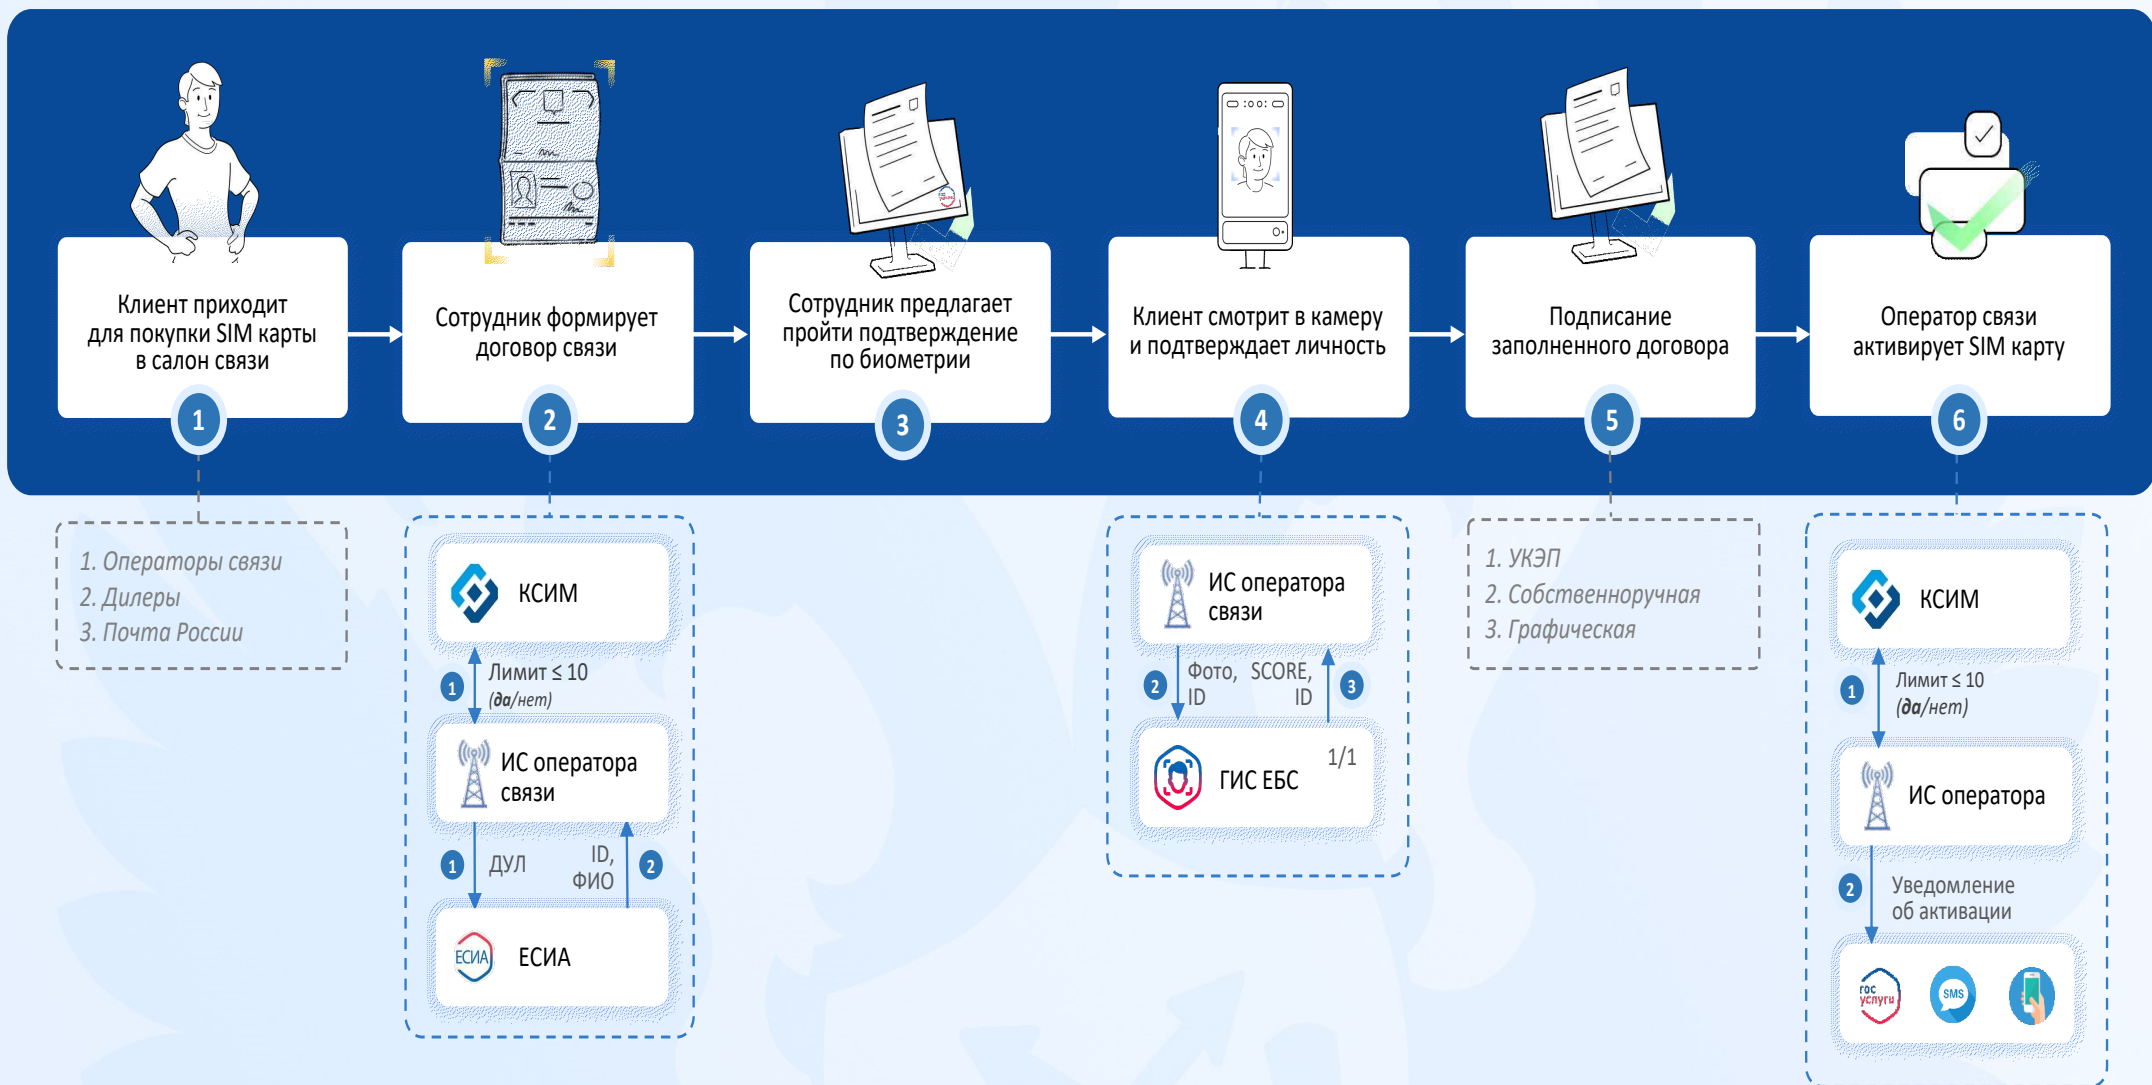 Клиент приходит
для покупки SIM карты
в салон связи
1
Сотрудник формирует
договор связи
2
Сотрудник предлагает
пройти подтверждение
по биометрии
3
Клиент смотрит в камеру
и подтверждает личность
4
Подписание
заполненного договора
5
Оператор связи
активирует SIM карту
6
1. Операторы связи
2. Дилеры
3. Почта России
КСИМ
1
Лимит ≤ 10
(да/нет)
ИС оператора
связи
1
ДУЛ
ID,
ФИО
2
ЕСИА
ЕСИА
ИС оператора
связи
2
Фото,
ID
SCORE,
ID
3
1/1
ГИС ЕБС
1. УКЭП
2. Собственноручная
3. Графическая
КСИМ
1
Лимит ≤ 10
(да/нет)
ИС оператора
2
Уведомление
об активации
гос
услуги
SMS